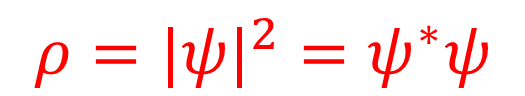 ρ = |ψ|² = ψ*ψ